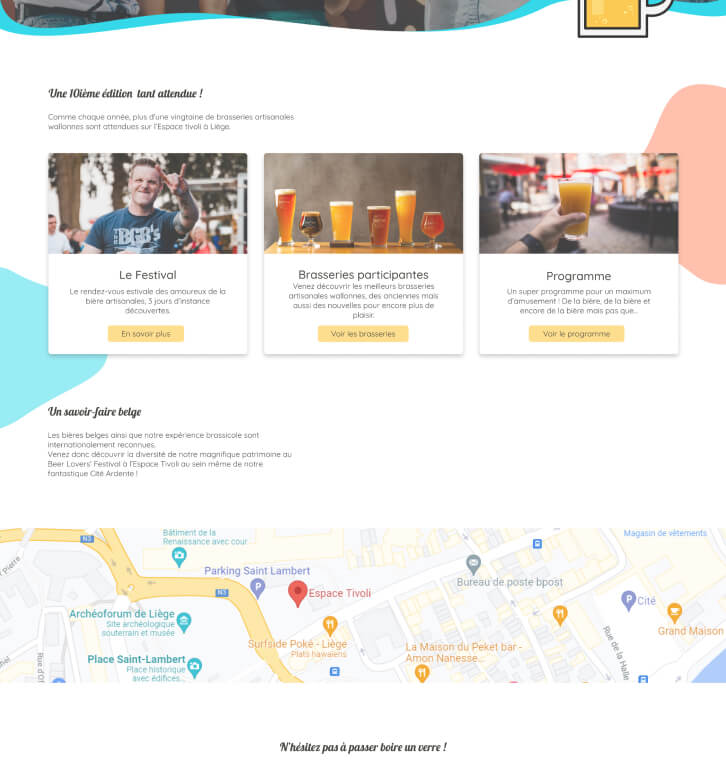 Une 10ième édition tant attendue !
Comme chaque année, plus d'une vingtaine de brasseries artisanales
wallonnes sont attendues sur l'Espace tivoli à Liège.
THE
BGB's
Le Festival
Le rendez-vous estivale des amoureux de la
bière artisanales, 3 jours d'instance
découvertes.
En savoir plus
Brasseries participantes
Venez découvrir les meilleurs brasseries
artisanales wallonnes, des anciennes mais
aussi des nouvelles pour encore plus de
plaisir.
Voir les brasseries
Programme
Un super programme pour un maximum
d'amusement ! De la bière, de la bière et
encore de la bière mais pas que...
Voir le programme
Un savoir-faire belge
Les bières belges ainsi que notre expérience brassicole sont
internationalement reconnues.
Venez donc découvrir la diversité de notre magnifique patrimoine au
Beer Lovers' Festival à l'Espace Tivoli au sein même de notre
fantastique Cité Ardente !
Bâtiment de la
Renaissance avec cour
Magasin de vêtements
N3
Pierre
Parking Saint Lambert
P
Bureau de poste bpost
N3
Espace Tivoli
P
Cité
Archéoforum de Liège
Site archéologique
souterrain et musée
Surfside Poké - Liège
Plats hawaïens
Grand Maison
La Maison du Peket bar -
Amon Nanesse...
Rue de la Halle
Place Saint-Lambert
Place historique
avec édifices...
N'hésitez pas à passer boire un verre !